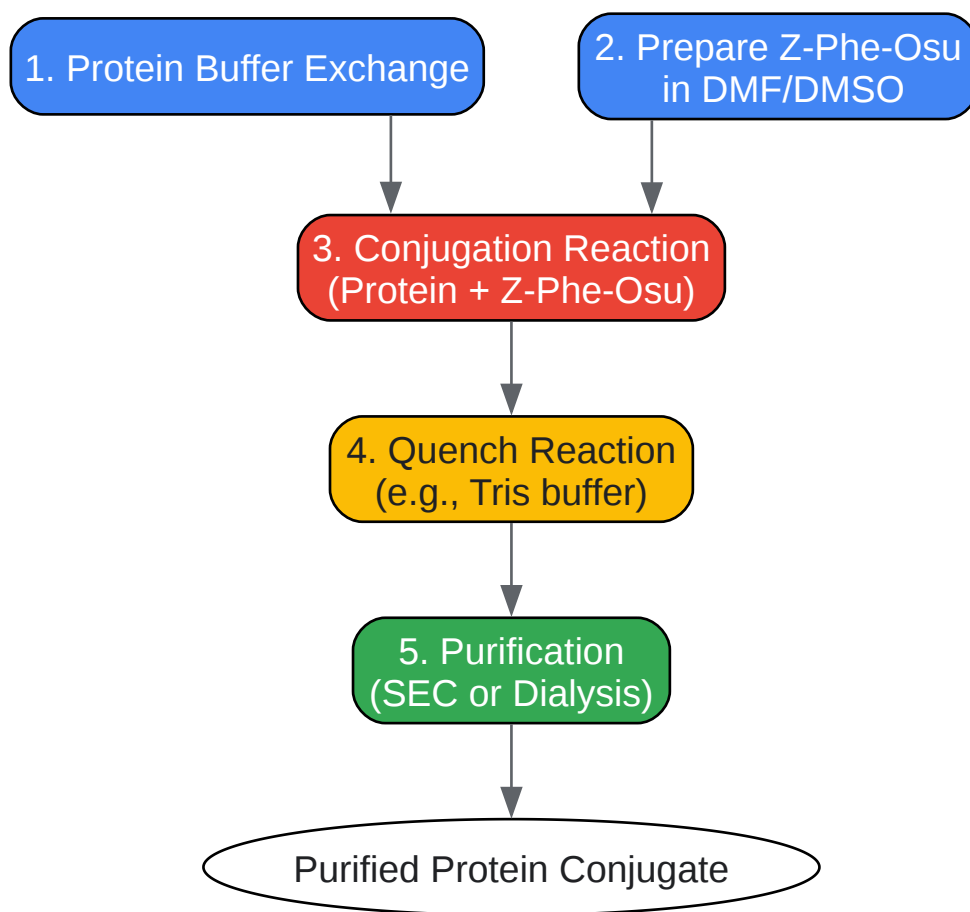 1. Protein Buffer Exchange
2. Prepare Z-Phe-Osu
in DMF/DMSO
3. Conjugation Reaction
(Protein + Z-Phe-Osu)
4. Quench Reaction
(e.g., Tris buffer)
5. Purification
(SEC or Dialysis)
Purified Protein Conjugate